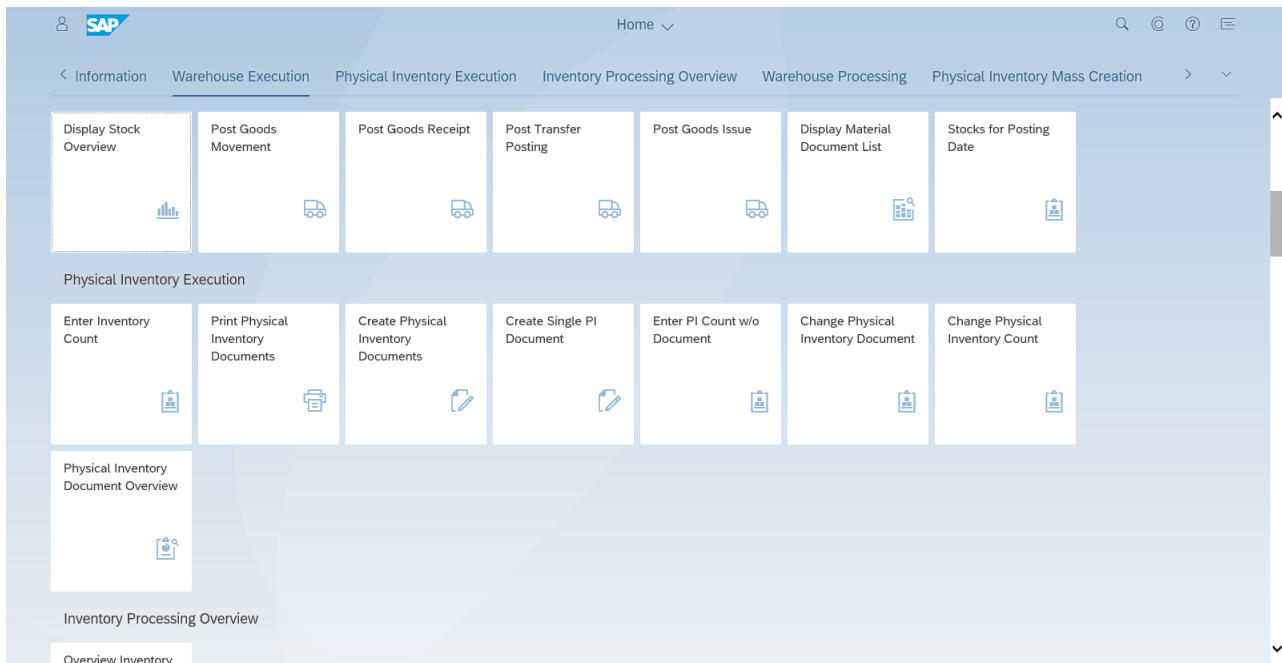 SAP
Home
Information Warehouse Execution Physical Inventory Execution Inventory Processing Overview Warehouse Processing Physical Inventory Mass Creation
Display Stock
Overview
Post Goods
Movement
Post Goods Receipt
Post Transfer
Posting
Post Goods Issue
Display Material
Document List
Stocks for Posting
Date
Physical Inventory Execution
Enter Inventory
Count
Print Physical
Inventory
Documents
Create Physical
Inventory
Documents
Create Single PI
Document
Enter PI Count w/o
Document
Change Physical
Inventory Document
Change Physical
Inventory Count
Physical Inventory
Document Overview
Inventory Processing Overview
Overview Inventory